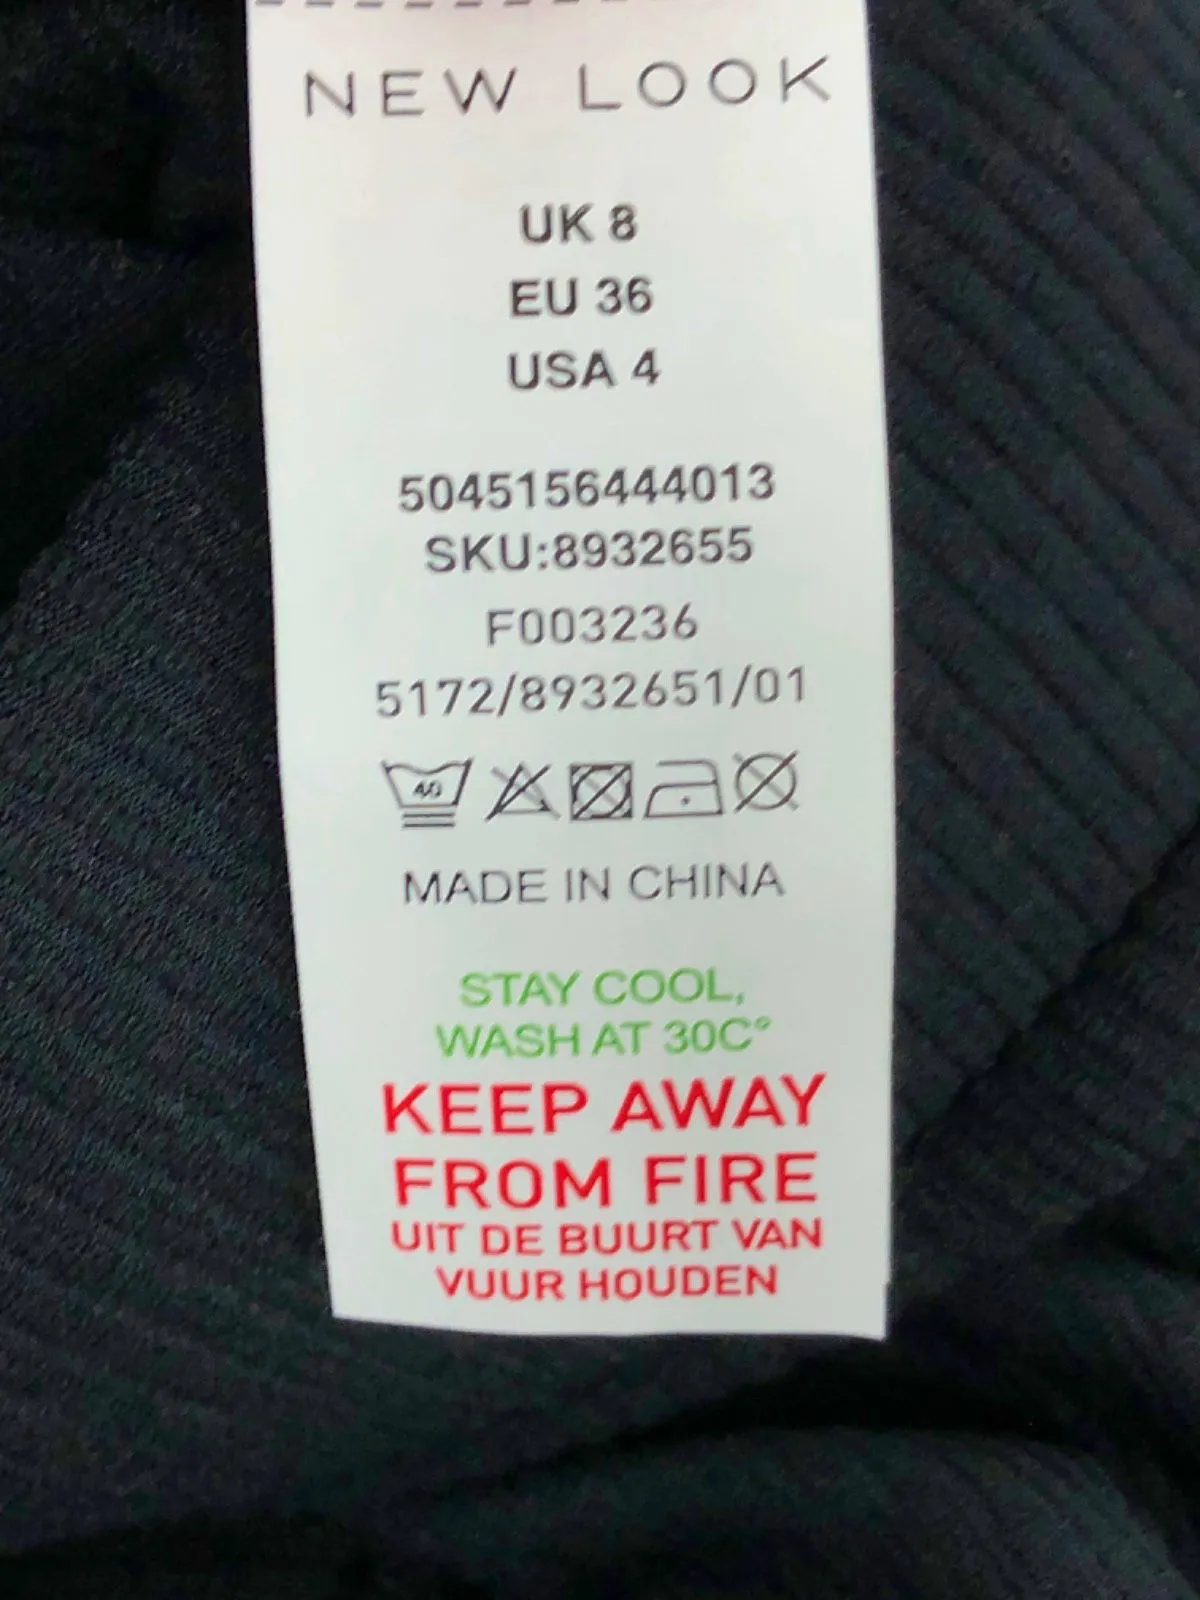 NEW LOOK
UK 8
EU 36
USA 4
5045156444013
SKU:8932655
F003236
5172/8932651/01
40
MADE IN CHINA
STAY COOL,
WASH AT 30C°
KEEP AWAY
FROM FIRE
UIT DE BUURT VAN
VUUR HOUDEN